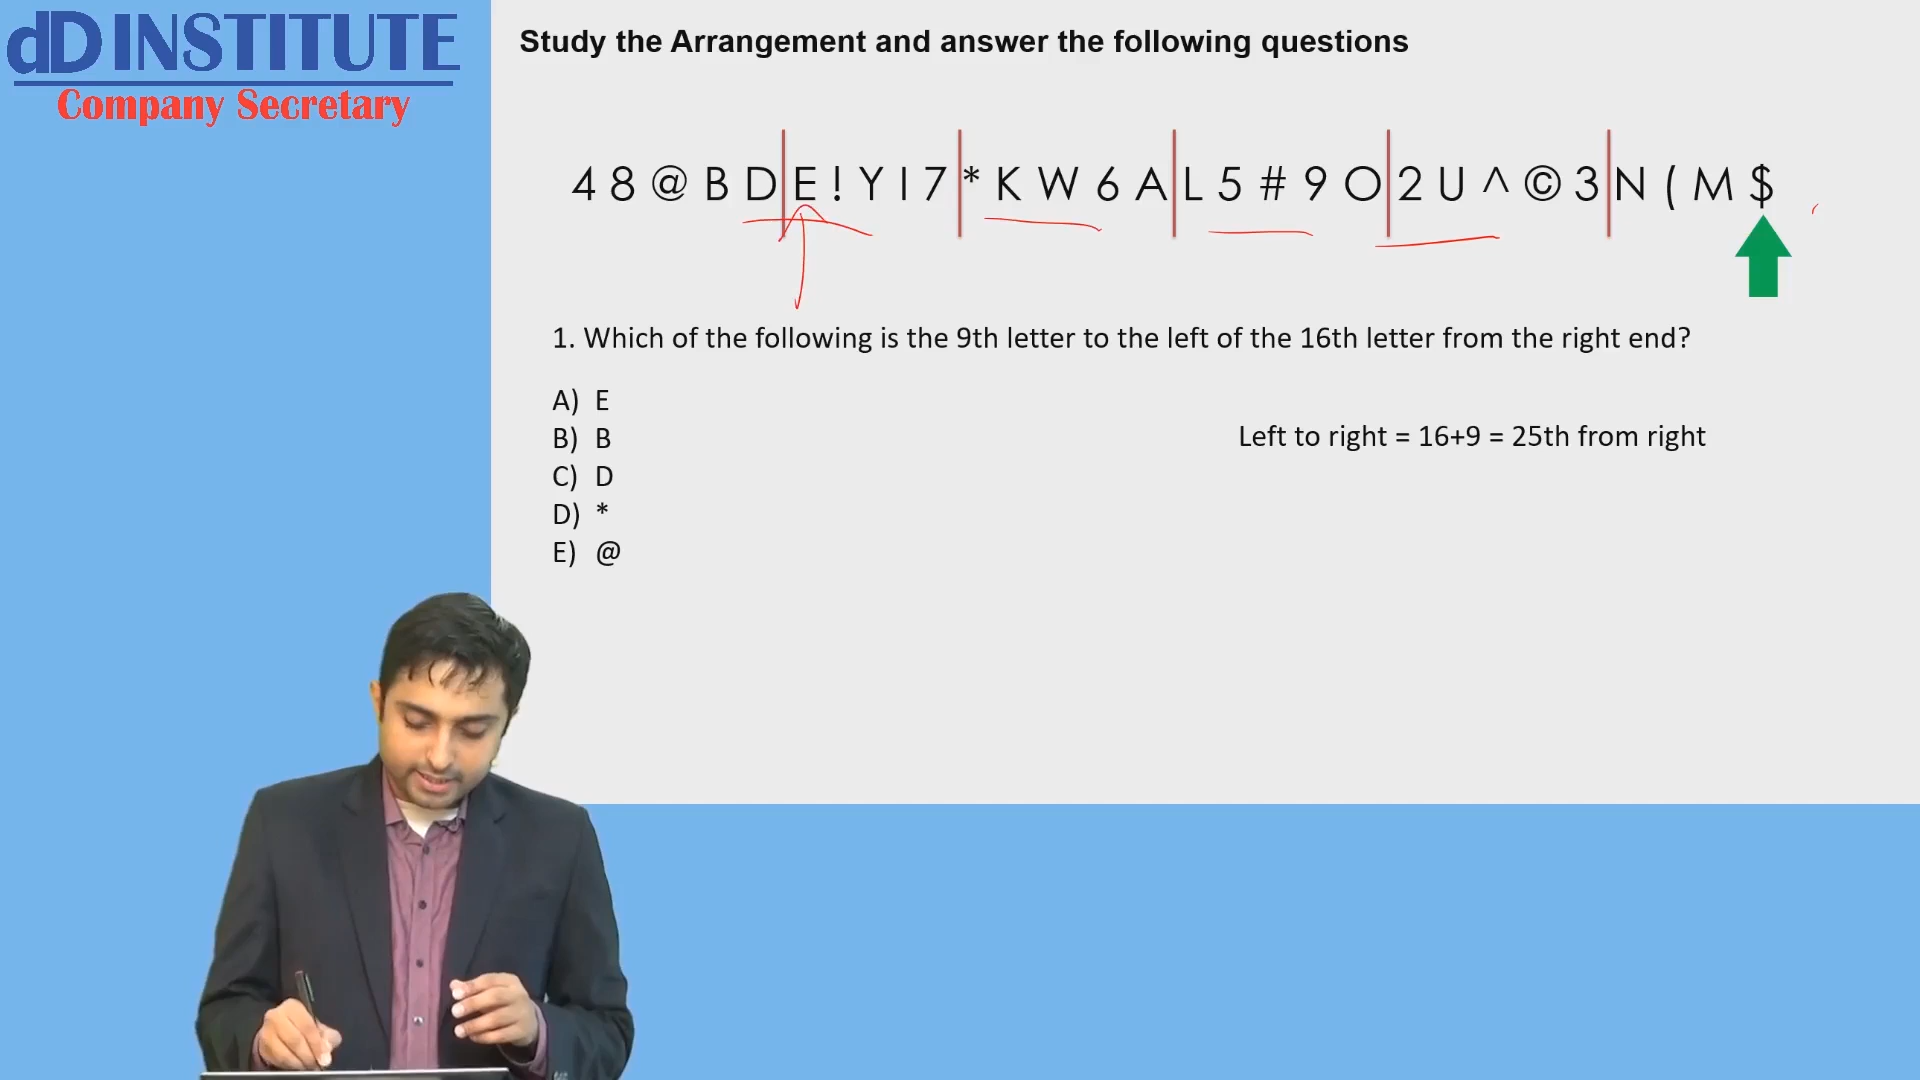 dD INSTITUTE
Company Secretary
Study the Arrangement and answer the following questions
4 8 @ B D E ! Y I 7 * K W 6 A L 5 # 9 O 2 U ^ © 3 N ( M $
1. Which of the following is the 9th letter to the left of the 16th letter from the right end?
A) E
B) B
C) D
D) *
E) @
Left to right = 16+9 = 25th from right